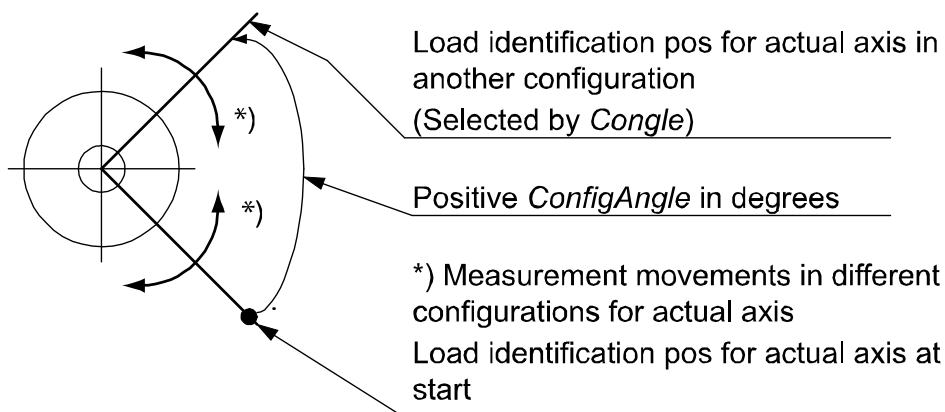 Load identification pos for actual axis in
another configuration
(Selected by Congle)
*)
Positive ConfigAngle in degrees
*)
*) Measurement movements in different
configurations for actual axis
Load identification pos for actual axis at
start